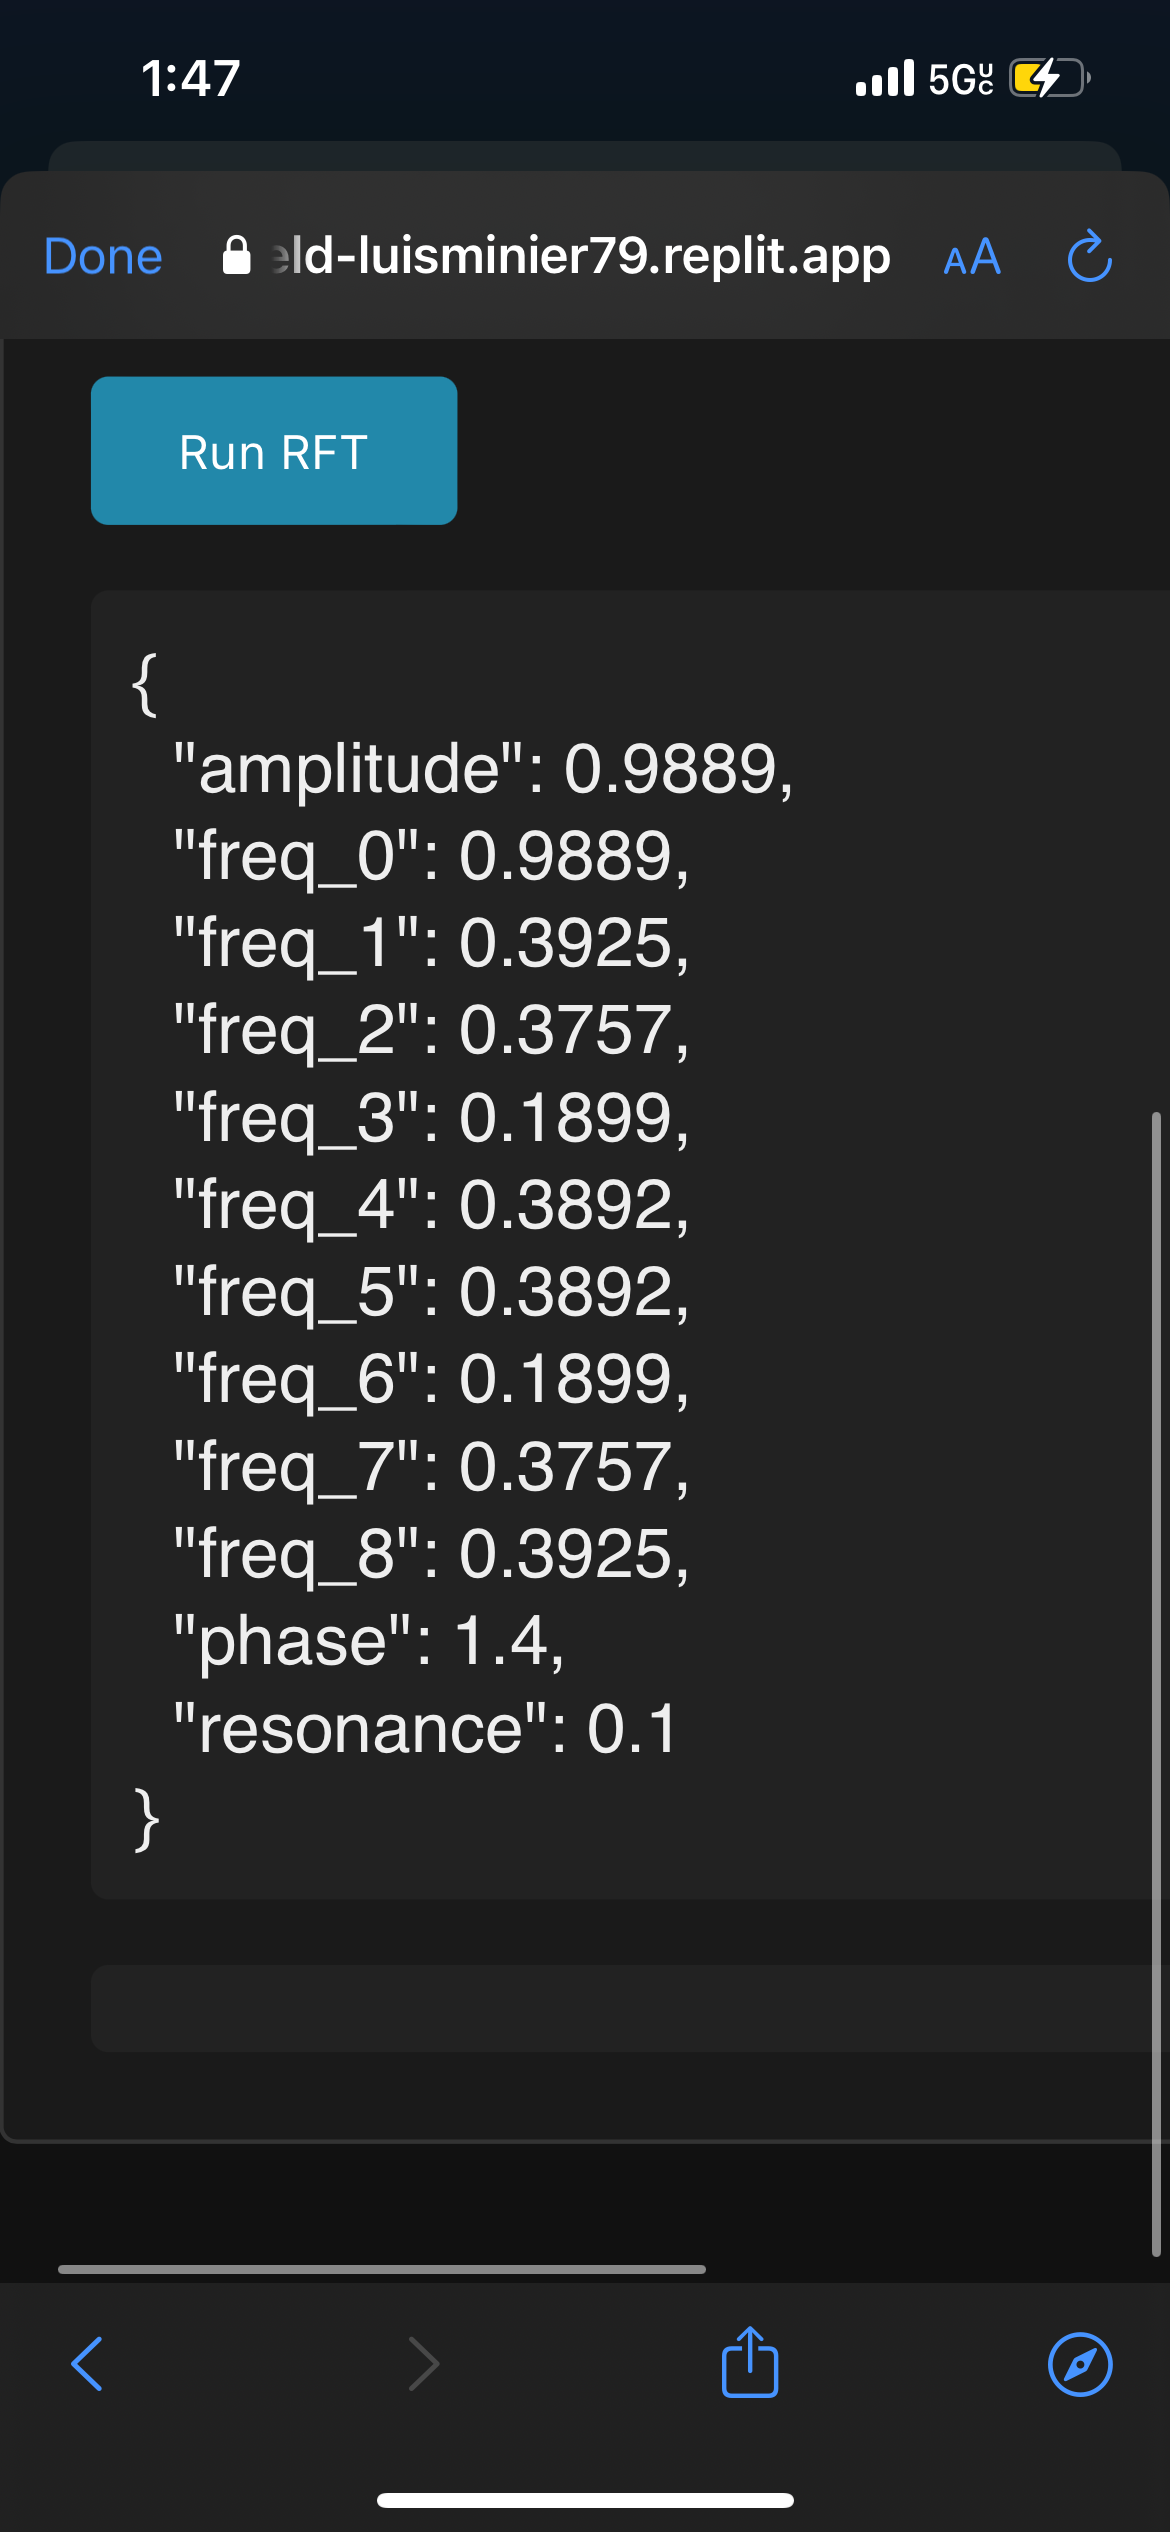 1:47
5G UC
Done
ld-luisminier79.replit.app
AA
Run RFT
{
"amplitude": 0.9889,
"freq_0": 0.9889,
"freq_1": 0.3925,
"freq_2": 0.3757,
"freq_3": 0.1899,
"freq_4": 0.3892,
"freq_5": 0.3892,
"freq_6": 0.1899,
"freq_7": 0.3757,
"freq_8": 0.3925,
"phase": 1.4,
"resonance": 0.1
}